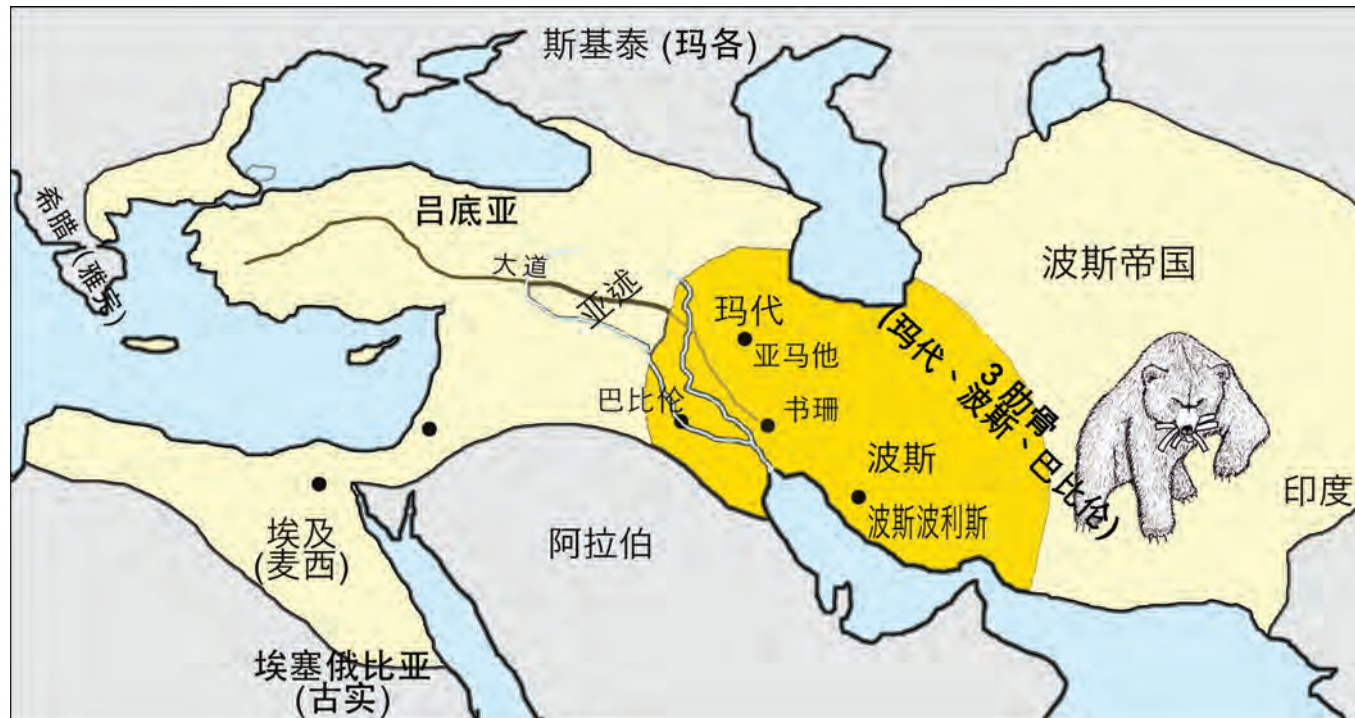 斯基泰 (玛各)
希腊 (雅完)
吕底亚
大道
亚述
波斯帝国
玛代
亚马他
3 肋骨
(玛代、波斯、巴比伦)
巴比伦
书珊
波斯
波斯波利斯
印度
埃及
(麦西)
阿拉伯
埃塞俄比亚
(古实)